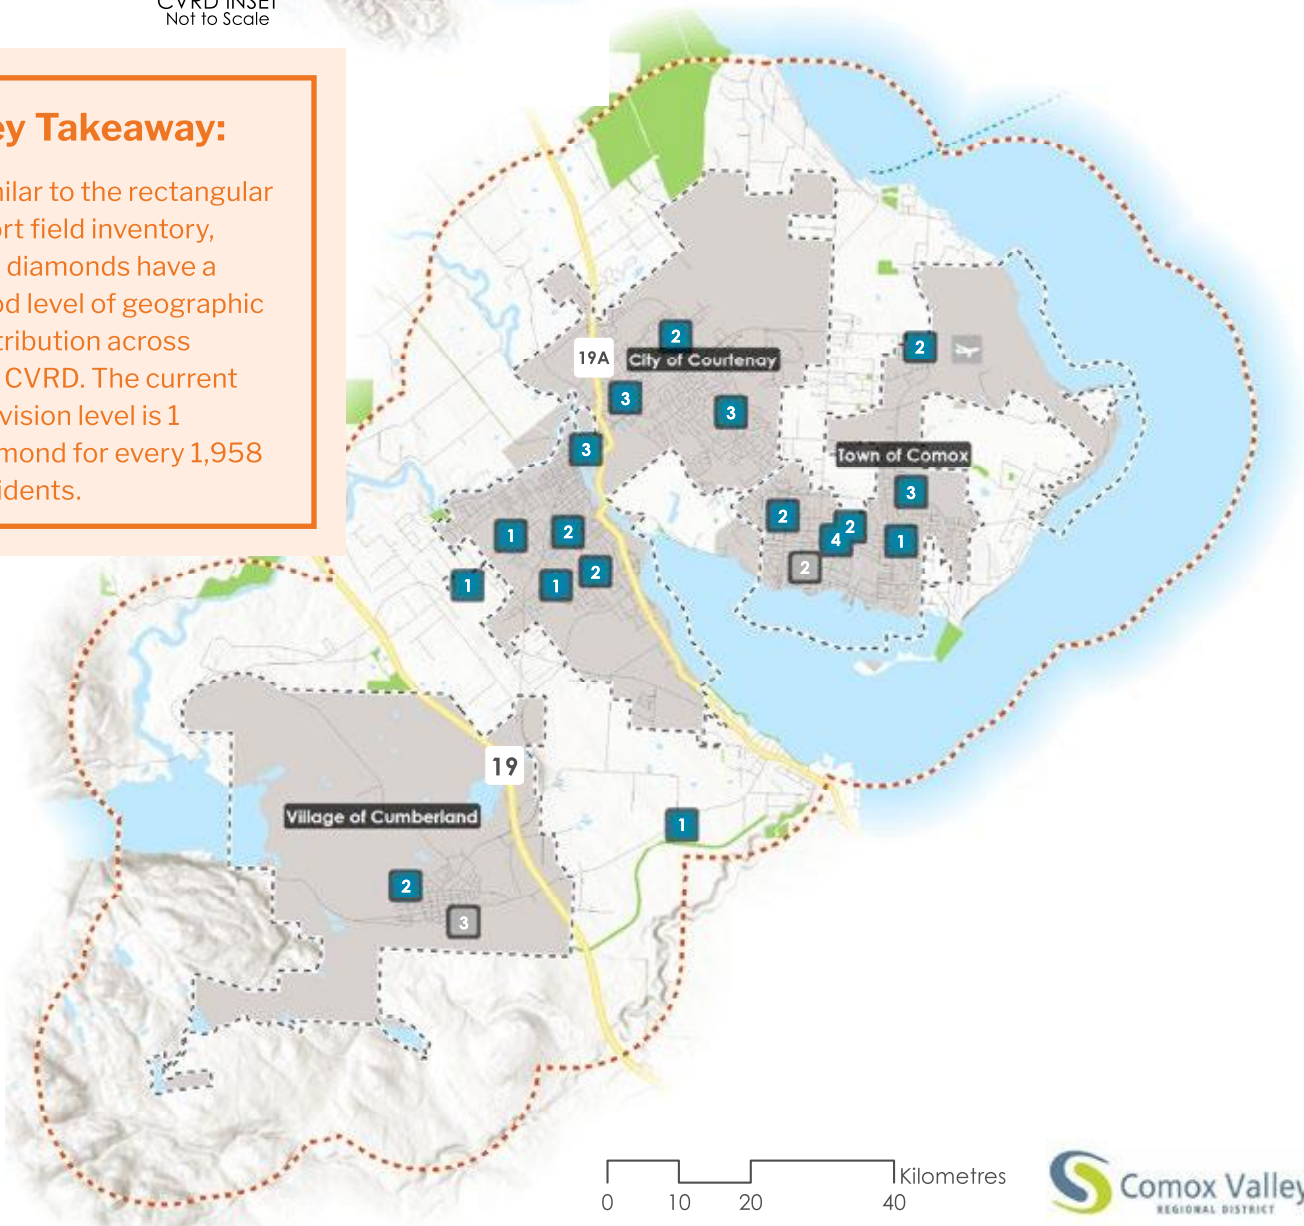 CVRD INSET
Not to Scale
ey Takeaway:
milar to the rectangular
ort field inventory,
l diamonds have a
od level of geographic
tribution across
CVRD. The current
vision level is 1
mond for every 1,958
idents.
2
19A
City of Courtenay
2
3
3
3
Town of Comox
3
2
2
4
1
1
2
2
1
1
2
19
Village of Cumberland
1
2
3
Kilometres
0 10 20 40
Comox Valley
REGIONAL DISTRICT